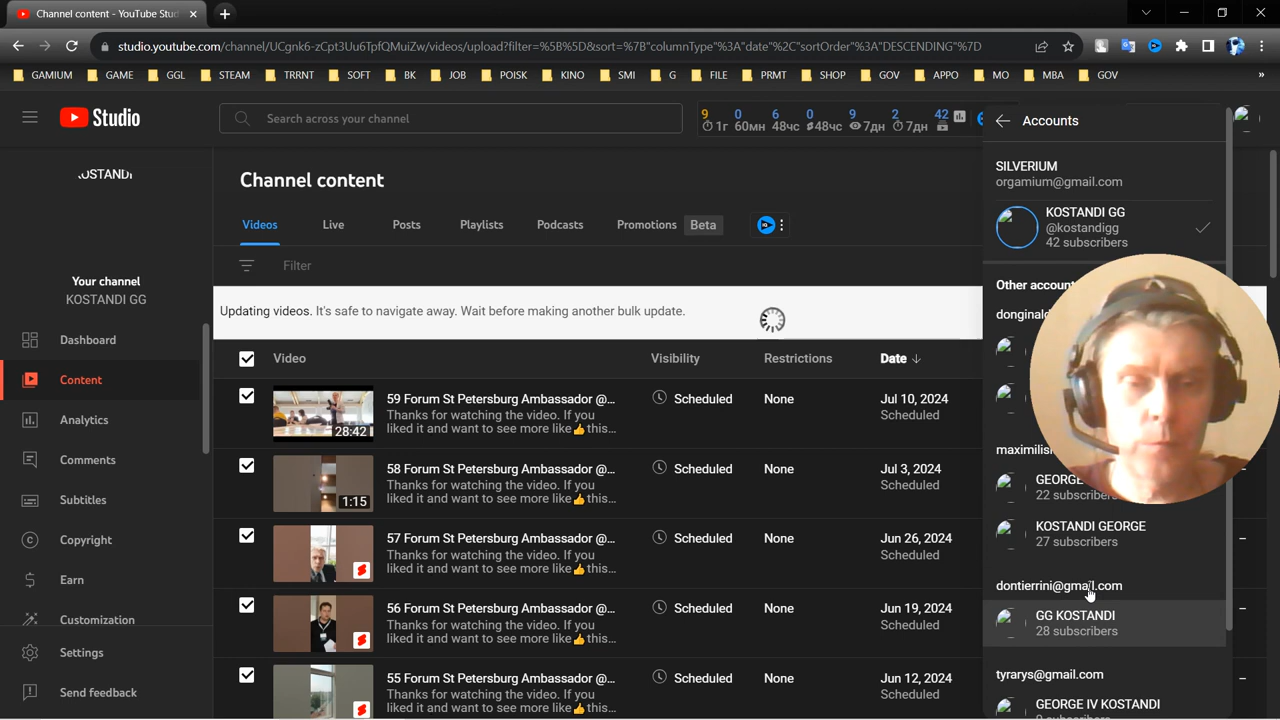 Channel content - YouTube Stud
studio.youtube.com/channel/UCgnk6-zCpt3Uu6TpfQMuiZw/videos/upload?filter=%5B%5D&sort=%7B"columnType"%3A"date"%2C"sortOrder"%3A"DESCENDING"%7D
GAMIUM GAME GGL STEAM TRRNT SOFT BK JOB POISK KINO SMI G FILE PRMT SHOP GOV APPO MO MBA GOV »
Studio
Search across your channel
9 0 6 0 9 2 42
1г 60мн 48чс 48чс 7дн 7дн
Accounts
SILVERIUM
orgamium@gmail.com
KOSTANDI GG
@kostandigg
42 subscribers
Other account
donginald
maximilis
GEORGE
22 subscribers
KOSTANDI GEORGE
27 subscribers
dontierrini@gmail.com
GG KOSTANDI
28 subscribers
tyrarys@gmail.com
GEORGE IV KOSTANDI
Your channel
KOSTANDI GG
Dashboard
Content
Analytics
Comments
Subtitles
Copyright
Earn
Customization
Settings
Send feedback
Channel content
Videos Live Posts Playlists Podcasts Promotions Beta
Filter
Updating videos. It's safe to navigate away. Wait before making another bulk update.
Video Visibility Restrictions Date
28:42
59 Forum St Petersburg Ambassador @...
Thanks for watching the video. If you
liked it and want to see more like👍this...
Scheduled None Jul 10, 2024
Scheduled
1:15
58 Forum St Petersburg Ambassador @...
Thanks for watching the video. If you
liked it and want to see more like👍this...
Scheduled None Jul 3, 2024
Scheduled
57 Forum St Petersburg Ambassador @...
Thanks for watching the video. If you
liked it and want to see more like👍this...
Scheduled None Jun 26, 2024
Scheduled
56 Forum St Petersburg Ambassador @...
Thanks for watching the video. If you
liked it and want to see more like👍this...
Scheduled None Jun 19, 2024
Scheduled
55 Forum St Petersburg Ambassador @...
Thanks for watching the video. If you
liked it and want to see more like👍this...
Scheduled None Jun 12, 2024
Scheduled